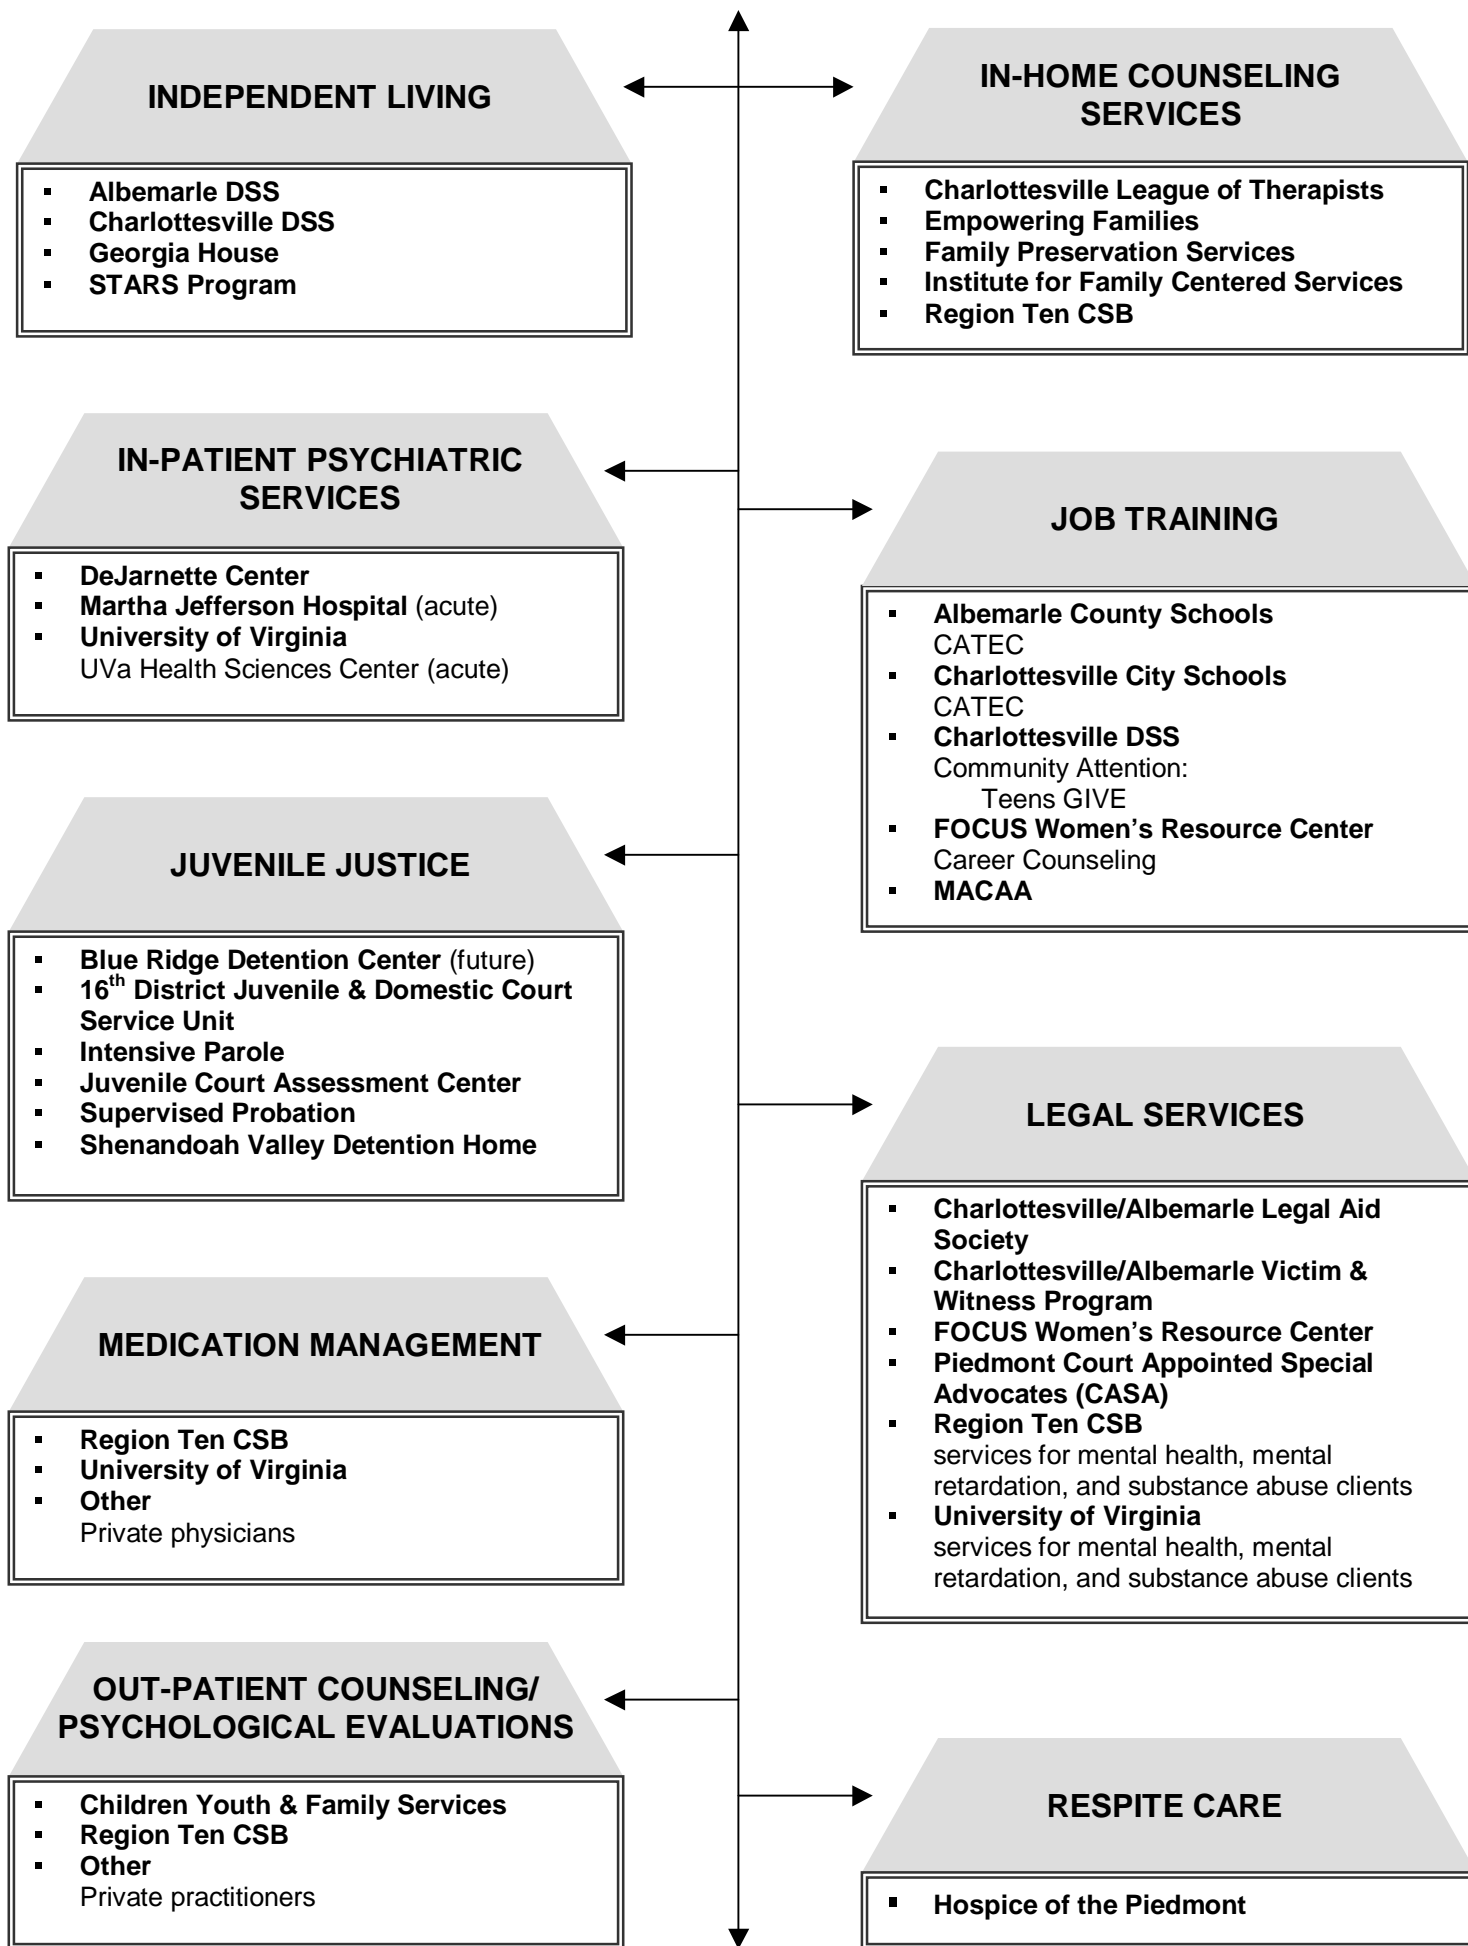 INDEPENDENT LIVING
▪ Albemarle DSS
▪ Charlottesville DSS
▪ Georgia House
▪ STARS Program
IN-HOME COUNSELING
SERVICES
▪ Charlottesville League of Therapists
▪ Empowering Families
▪ Family Preservation Services
▪ Institute for Family Centered Services
▪ Region Ten CSB
IN-PATIENT PSYCHIATRIC
SERVICES
▪ DeJarnette Center
▪ Martha Jefferson Hospital (acute)
▪ University of Virginia
UVa Health Sciences Center (acute)
JOB TRAINING
▪ Albemarle County Schools
CATEC
▪ Charlottesville City Schools
CATEC
▪ Charlottesville DSS
Community Attention:
Teens GIVE
▪ FOCUS Women’s Resource Center
Career Counseling
▪ MACAA
JUVENILE JUSTICE
▪ Blue Ridge Detention Center (future)
▪ 16th District Juvenile & Domestic Court
Service Unit
▪ Intensive Parole
▪ Juvenile Court Assessment Center
▪ Supervised Probation
▪ Shenandoah Valley Detention Home
LEGAL SERVICES
▪ Charlottesville/Albemarle Legal Aid
Society
▪ Charlottesville/Albemarle Victim &
Witness Program
▪ FOCUS Women’s Resource Center
▪ Piedmont Court Appointed Special
Advocates (CASA)
▪ Region Ten CSB
services for mental health, mental
retardation, and substance abuse clients
▪ University of Virginia
services for mental health, mental
retardation, and substance abuse clients
MEDICATION MANAGEMENT
▪ Region Ten CSB
▪ University of Virginia
▪ Other
Private physicians
OUT-PATIENT COUNSELING/
PSYCHOLOGICAL EVALUATIONS
▪ Children Youth & Family Services
▪ Region Ten CSB
▪ Other
Private practitioners
RESPITE CARE
▪ Hospice of the Piedmont